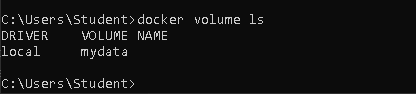 C:\Users\Student>docker volume ls
DRIVER    VOLUME NAME
local     mydata
C:\Users\Student>